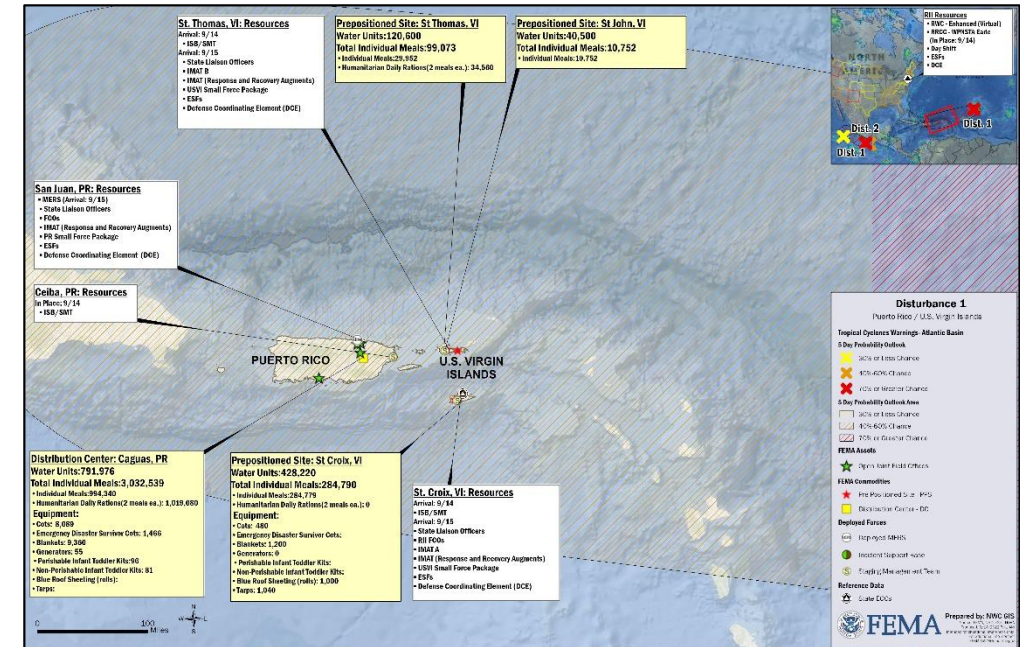 St. Thomas, VI: Resources
Arrival: 9/14
• ISB/SMT
Arrival: 9/15
• State Liaison Officers
• IMAT B
• IMAT (Response and Recovery Augments)
• USVI Small Force Package
• ESFs
• Defense Coordinating Element (DCE)
Prepositioned Site: St Thomas, VI
Water Units:120,600
Total Individual Meals:99,073
• Individual Meals:29,952
• Humanitarian Daily Rations(2 meals ea.): 34,560
Prepositioned Site: St John, VI
Water Units:40,500
Total Individual Meals:10,752
• Individual Meals:10,752
RII Resources
• RWC - Enhanced (Virtual)
(In Place: 9/14)
• Day Shift
• ESFs
• DCE
NORTH
AMERICA
Dist. 2
Dist. 1
Dist. 1
San Juan, PR: Resources
• MERS (Arrival: 9/15)
• State Liaison Officers
• FCOs
• IMAT (Response and Recovery Augments)
• PR Small Force Package
• ESFs
• Defense Coordinating Element (DCE)
Ceiba, PR: Resources
In Place: 9/14
• ISB/SMT
PUERTO RICO
U.S. VIRGIN
ISLANDS
Distribution Center: Caguas, PR
Water Units:791,976
Total Individual Meals:3,032,539
• Individual Meals:994,340
• Humanitarian Daily Rations(2 meals ea.): 1,019,080
Equipment:
• Cots: 8,089
• Emergency Disaster Survivor Cots: 1,466
• Blankets: 9,360
• Generators: 55
• Perishable Infant Toddler Kits:90
• Non-Perishable Infant Toddler Kits: 81
• Blue Roof Sheeting (rolls):
• Tarps:
Prepositioned Site: St Croix, VI
Water Units:428,220
Total Individual Meals:284,790
• Individual Meals:284,779
• Humanitarian Daily Rations(2 meals ea.): 0
Equipment:
• Cots: 480
• Emergency Disaster Survivor Cots:
• Blankets: 1,200
• Generators: 0
• Perishable Infant Toddler Kits:
• Non-Perishable Infant Toddler Kits:
• Blue Roof Sheeting (rolls): 1,000
• Tarps: 1,040
St. Croix, VI: Resources
Arrival: 9/14
• ISB/SMT
Arrival: 9/15
• State Liaison Officers
• RII FCOs
• IMAT A
• IMAT (Response and Recovery Augments)
• USVI Small Force Package
• ESFs
• Defense Coordinating Element (DCE)
Disturbance 1
Puerto Rico / U.S. Virgin Islands
Tropical Cyclones Warnings- Atlantic Basin
5 Day Probability Outlook
30% or Less Chance
40%-60% Chance
70% or Greater Chance
5 Day Probability Outlook Area
30% or Less Chance
40%-60% Chance
70% or Greater Chance
FEMA Assets
Open Joint Field Offices
FEMA Commodities
Pre Positioned Site - PPS
Distribution Center - DC
Deployed Forces
Deployed MERS
Incident Support Base
Staging Management Team
Reference Data
State EOCs
FEMA
Prepared by: NWC GIS
0
100
Miles
N
W
S